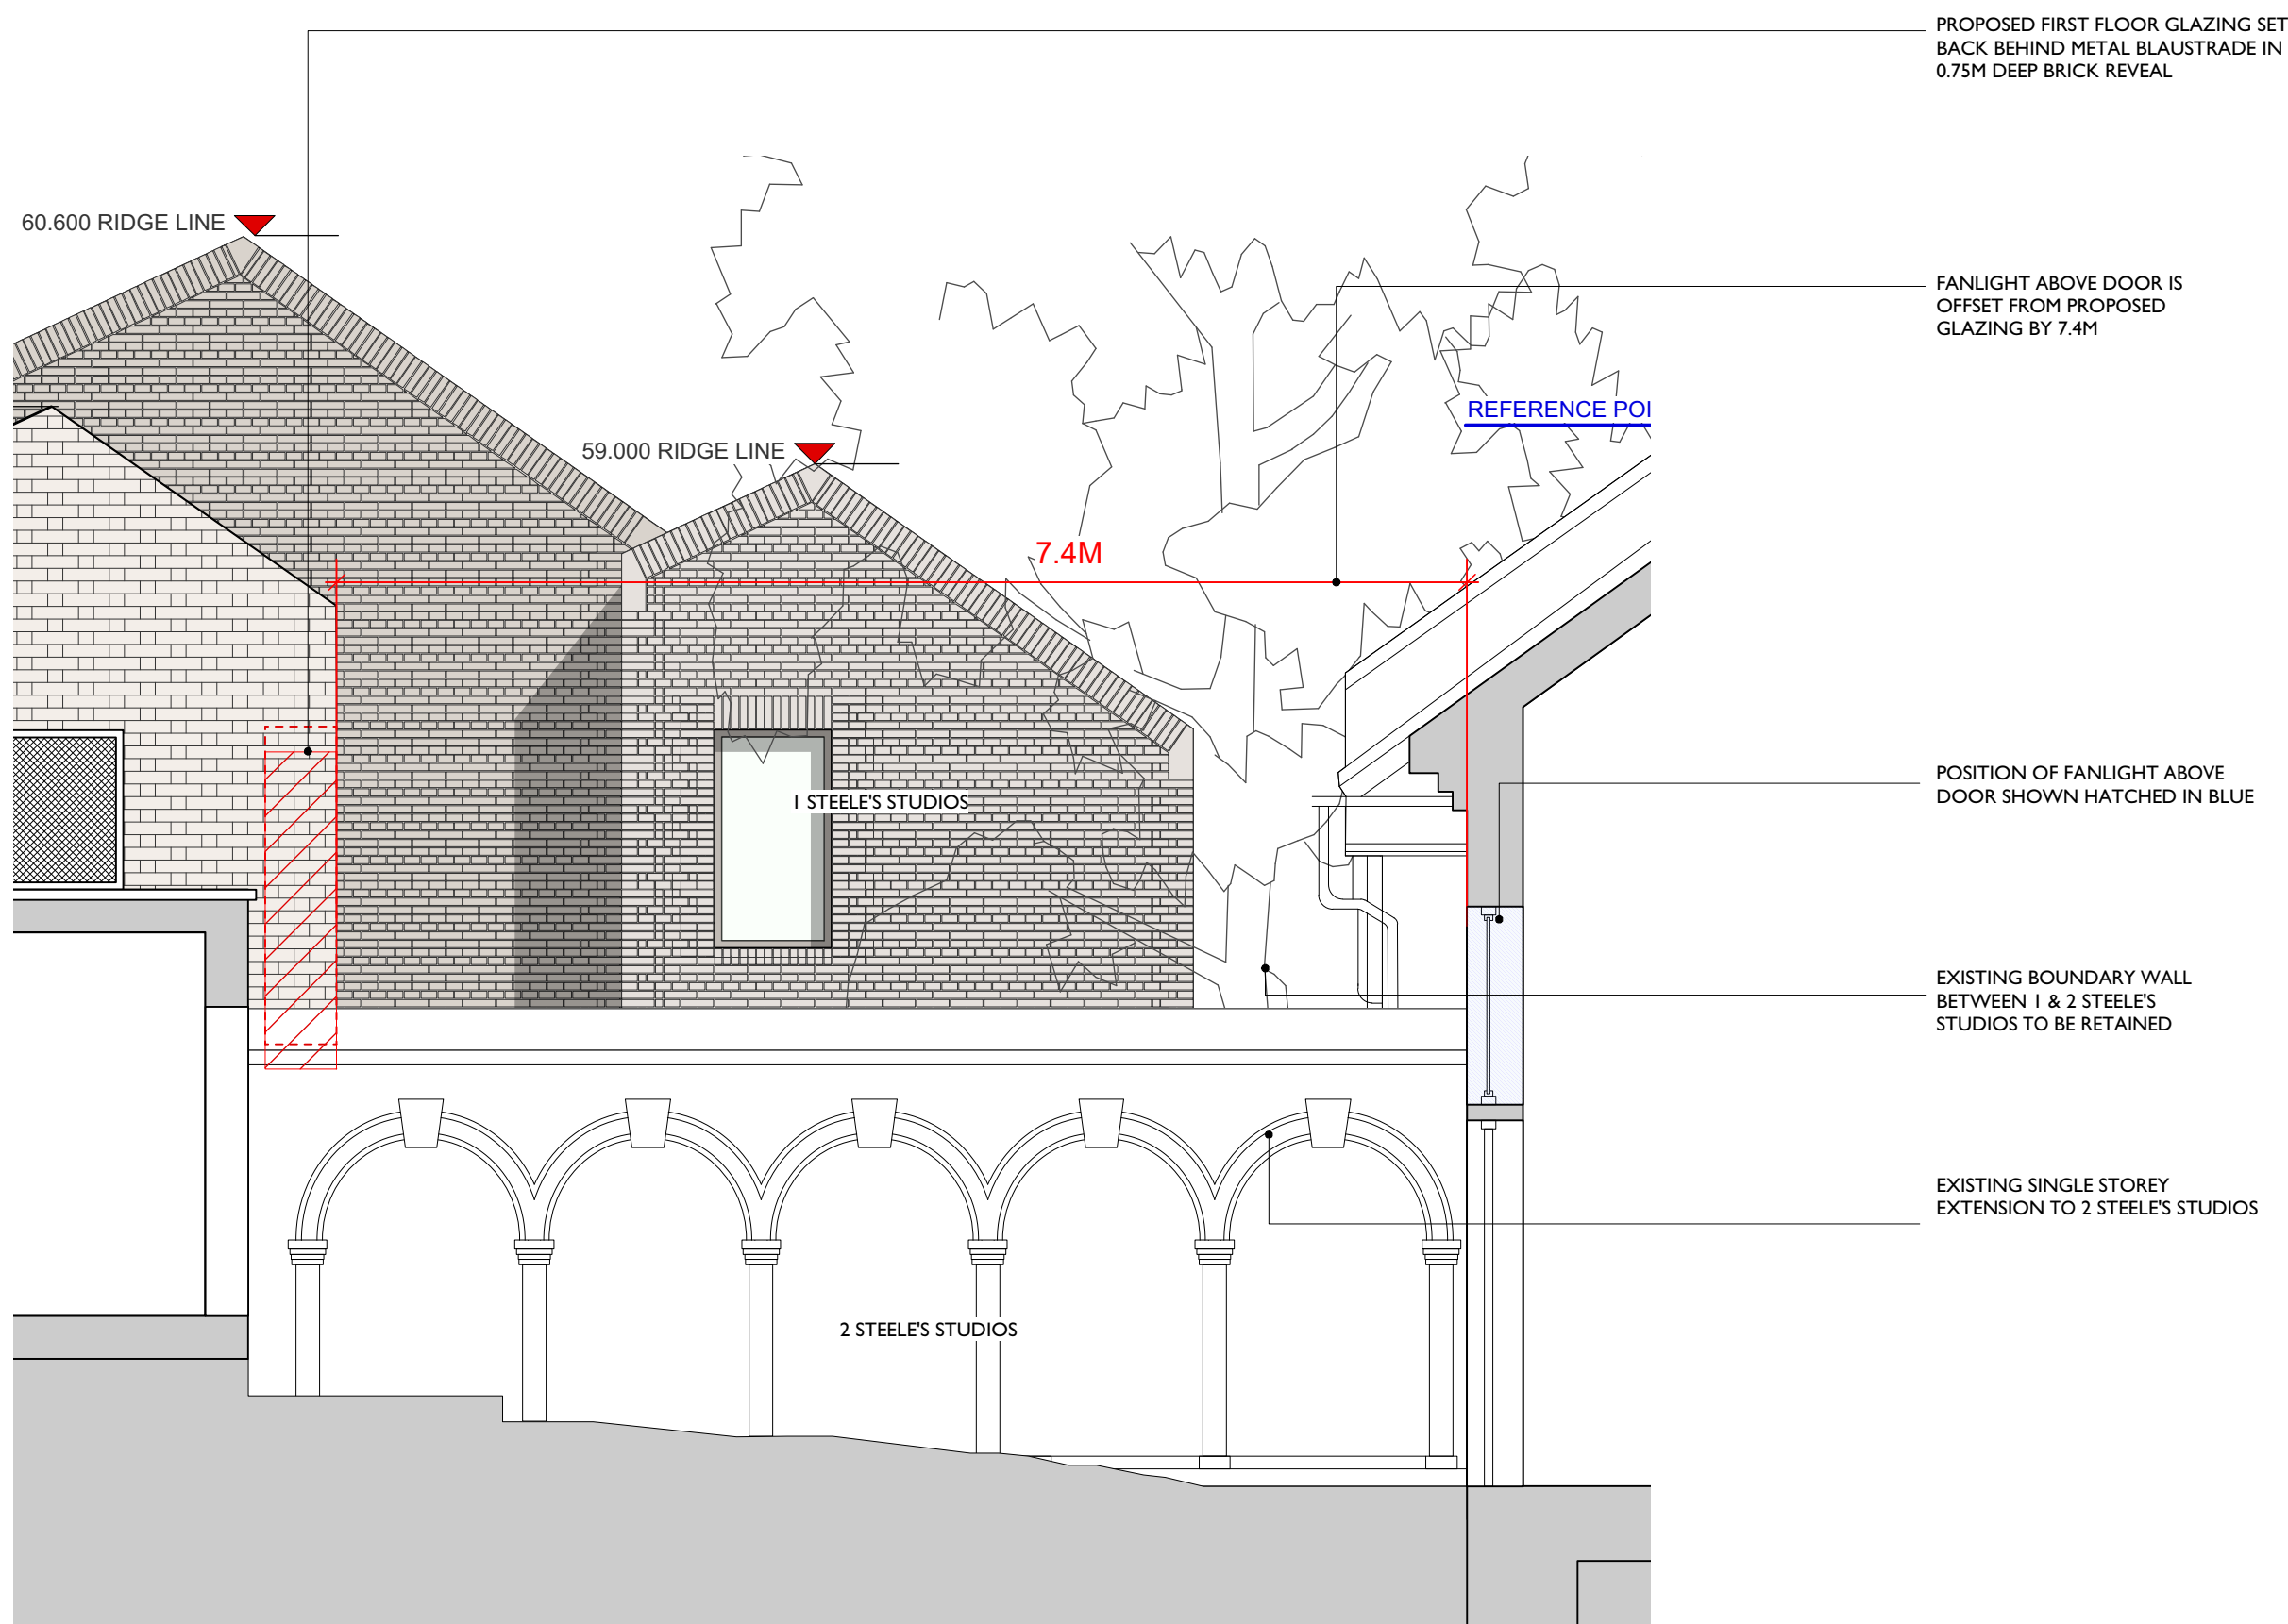 PROPOSED FIRST FLOOR GLAZING SET
BACK BEHIND METAL BLAUSTRADE IN
0.75M DEEP BRICK REVEAL
60.600 RIDGE LINE
FANLIGHT ABOVE DOOR IS
OFFSET FROM PROPOSED
GLAZING BY 7.4M
REFERENCE POI
59.000 RIDGE LINE
7.4M
POSITION OF FANLIGHT ABOVE
DOOR SHOWN HATCHED IN BLUE
1 STEELE'S STUDIOS
EXISTING BOUNDARY WALL
BETWEEN 1 & 2 STEELE'S
STUDIOS TO BE RETAINED
EXISTING SINGLE STOREY
EXTENSION TO 2 STEELE'S STUDIOS
2 STEELE'S STUDIOS